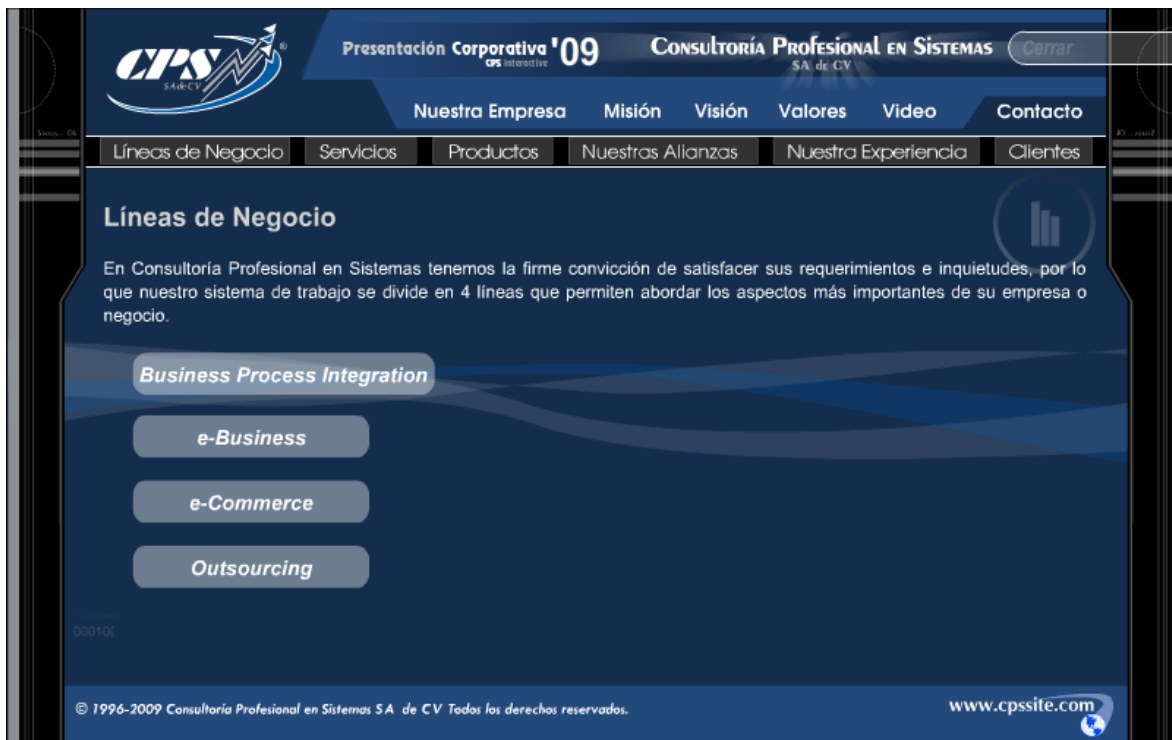 CPS
SA de CV
Presentación Corporativa '09
CPS Interactive
Consultoría Profesional en Sistemas
SA de CV
Cerrar
Nuestra Empresa Misión Visión Valores Video Contacto
Líneas de Negocio Servicios Productos Nuestras Alianzas Nuestra Experiencia Clientes
Líneas de Negocio
En Consultoría Profesional en Sistemas tenemos la firme convicción de satisfacer sus requerimientos e inquietudes, por lo
que nuestro sistema de trabajo se divide en 4 líneas que permiten abordar los aspectos más importantes de su empresa o
negocio.
Business Process Integration
e-Business
e-Commerce
Outsourcing
© 1996-2009 Consultoría Profesional en Sistemas S A de C V Todos los derechos reservados.
www.cpssite.com